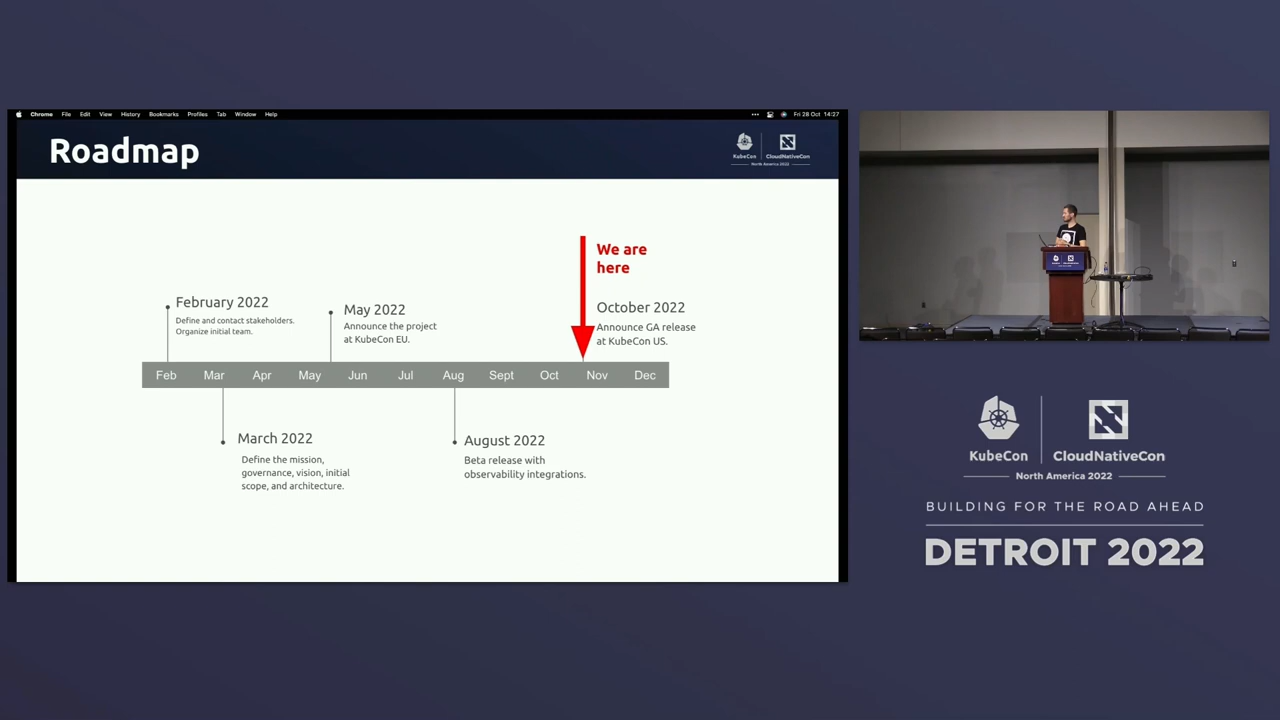 Chrome File Edit View History Bookmarks Profiles Tab Window Help
Fri 28 Oct 14:27
Roadmap
KubeCon CloudNativeCon
North America 2022
We are
here
February 2022
Define and contact stakeholders.
Organize initial team.
May 2022
Announce the project
at KubeCon EU.
October 2022
Announce GA release
at KubeCon US.
Feb Mar Apr May Jun Jul Aug Sept Oct Nov Dec
March 2022
Define the mission,
governance, vision, initial
scope, and architecture.
August 2022
Beta release with
observability integrations.
KubeCon CloudNativeCon
North America 2022
BUILDING FOR THE ROAD AHEAD
DETROIT 2022